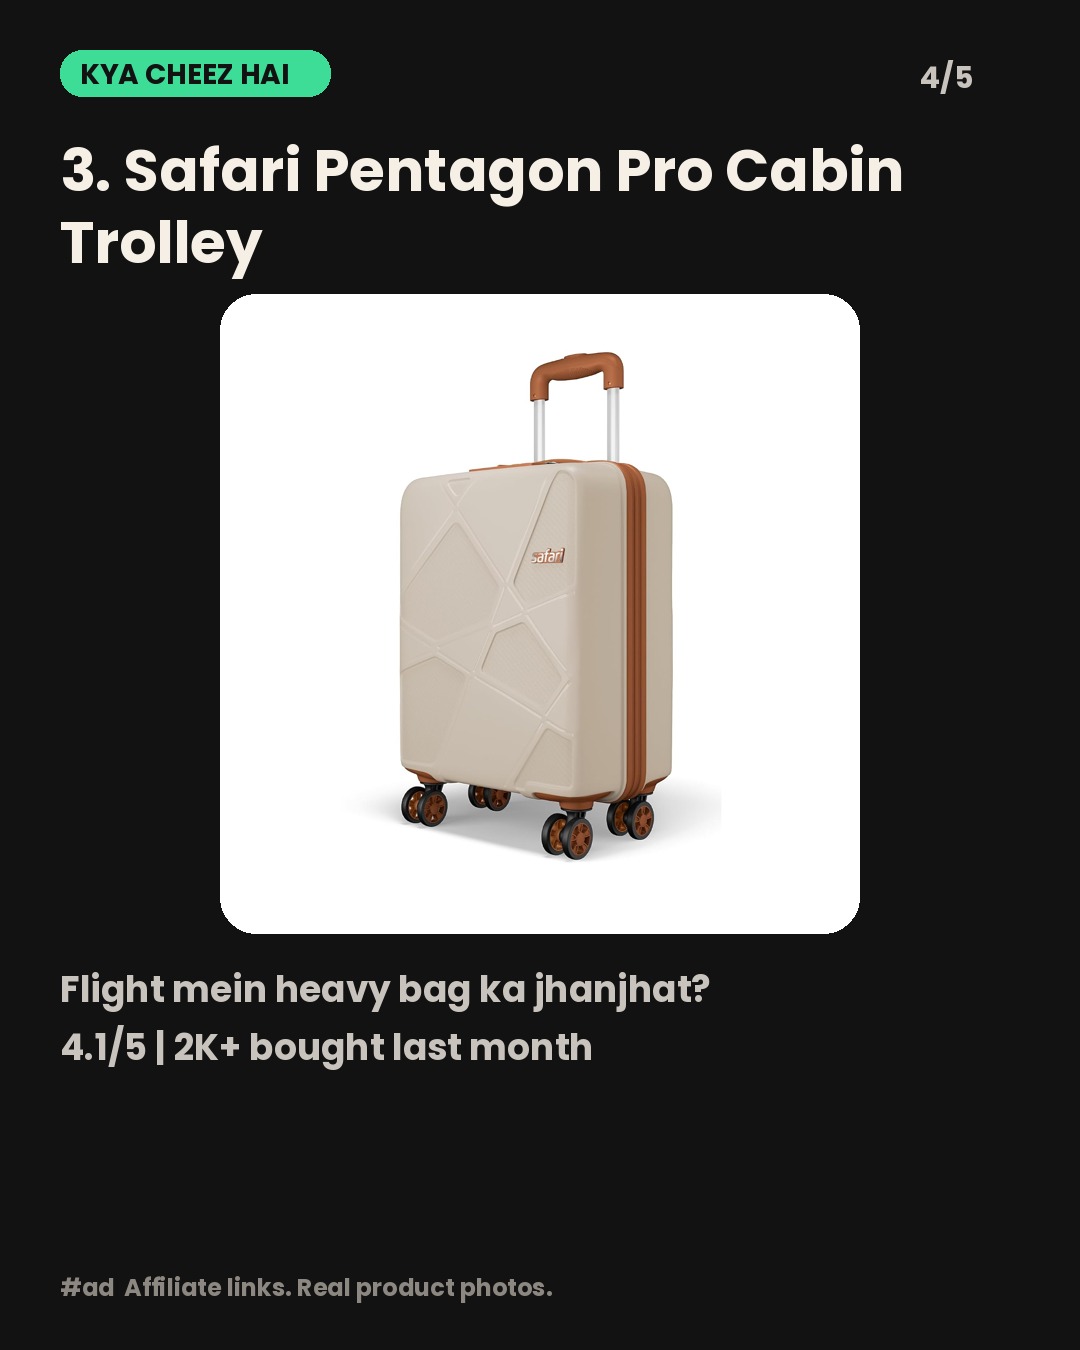 KYA CHEEZ HAI
4/5
3. Safari Pentagon Pro Cabin
Trolley
safari
Flight mein heavy bag ka jhanjhat?
4.1/5 | 2K+ bought last month
#ad Affiliate links. Real product photos.